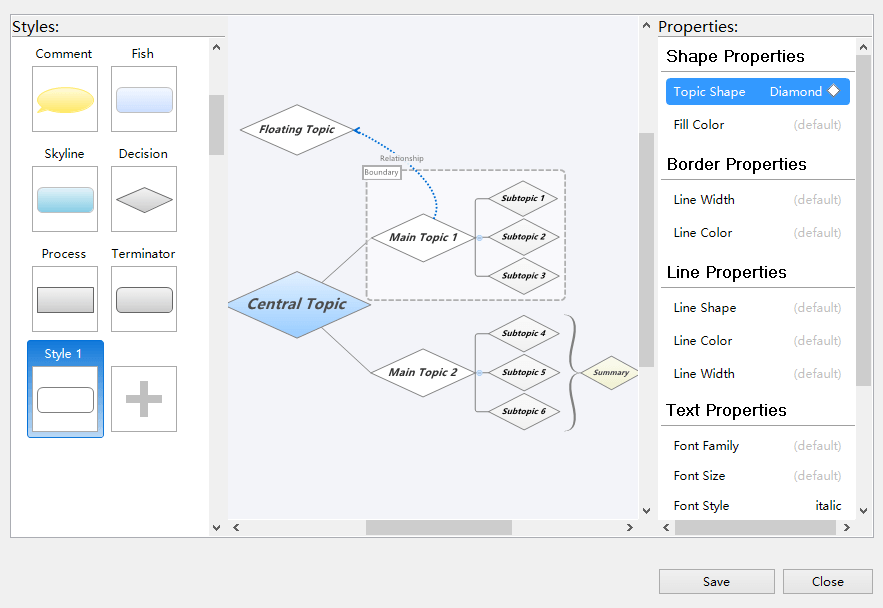 Styles:
Comment
Fish
Skyline
Decision
Process
Terminator
Style 1
Floating Topic
Relationship
Boundary
Main Topic 1
Subtopic 1
Subtopic 2
Subtopic 3
Central Topic
Main Topic 2
Subtopic 4
Subtopic 5
Subtopic 6
Summary
Properties:
Shape Properties
Topic Shape Diamond
Fill Color (default)
Border Properties
Line Width (default)
Line Color (default)
Line Properties
Line Shape (default)
Line Color (default)
Line Width (default)
Text Properties
Font Family (default)
Font Size (default)
Font Style italic
Save
Close